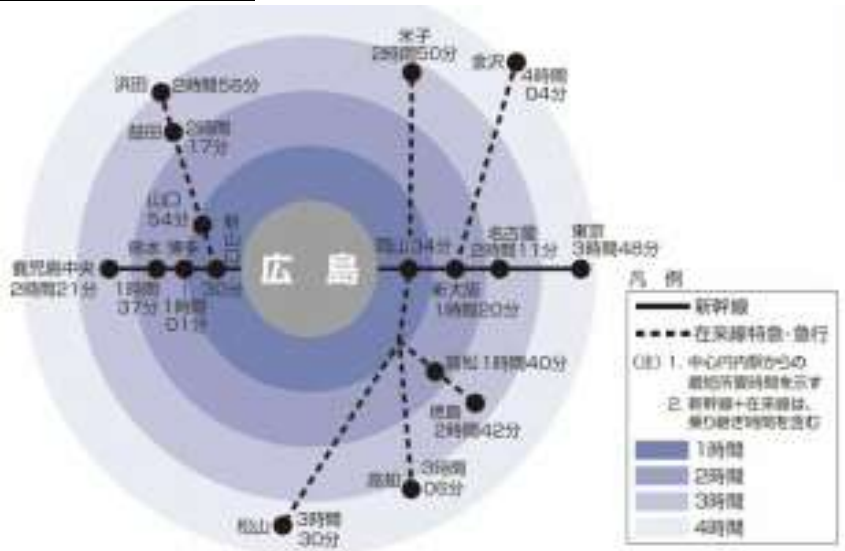 米子
2時間50分
金沢
4時間
04分
浜田
2時間56分
益田
2時間
17分
山口
54分
新山口
30分
広 島
岡山
34分
名古屋
2時間11分
東京
3時間48分
鹿児島中央
2時間21分
熊本
1時間
37分
博多
1時間
01分
新大阪
1時間20分
高松
1時間40分
徳島
2時間42分
高知
3時間
06分
松山
3時間
30分
凡 例
新幹線
在来線特急・急行
(注) 1. 中心円内駅からの
最短所要時間を示す
2. 新幹線+在来線は、
乗り継ぎ時間を含む
1時間
2時間
3時間
4時間